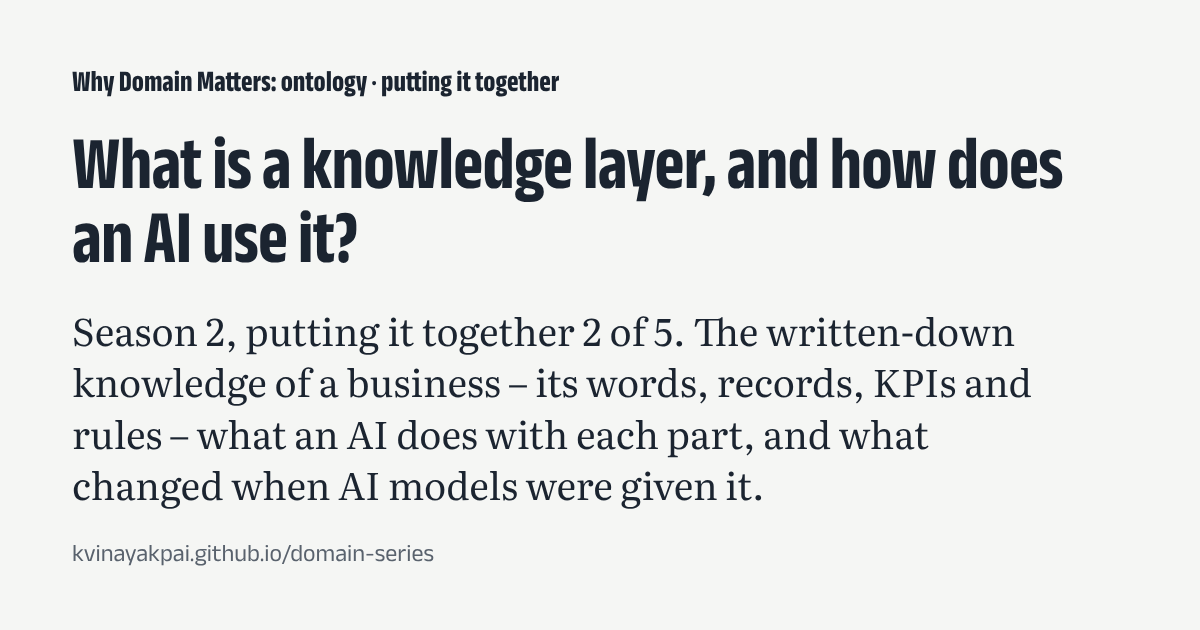 Why Domain Matters: ontology · putting it together
What is a knowledge layer, and how does
an AI use it?
Season 2, putting it together 2 of 5. The written-down
knowledge of a business – its words, records, KPIs and
rules – what an AI does with each part, and what
changed when AI models were given it.
kvinayakpai.github.io/domain-series